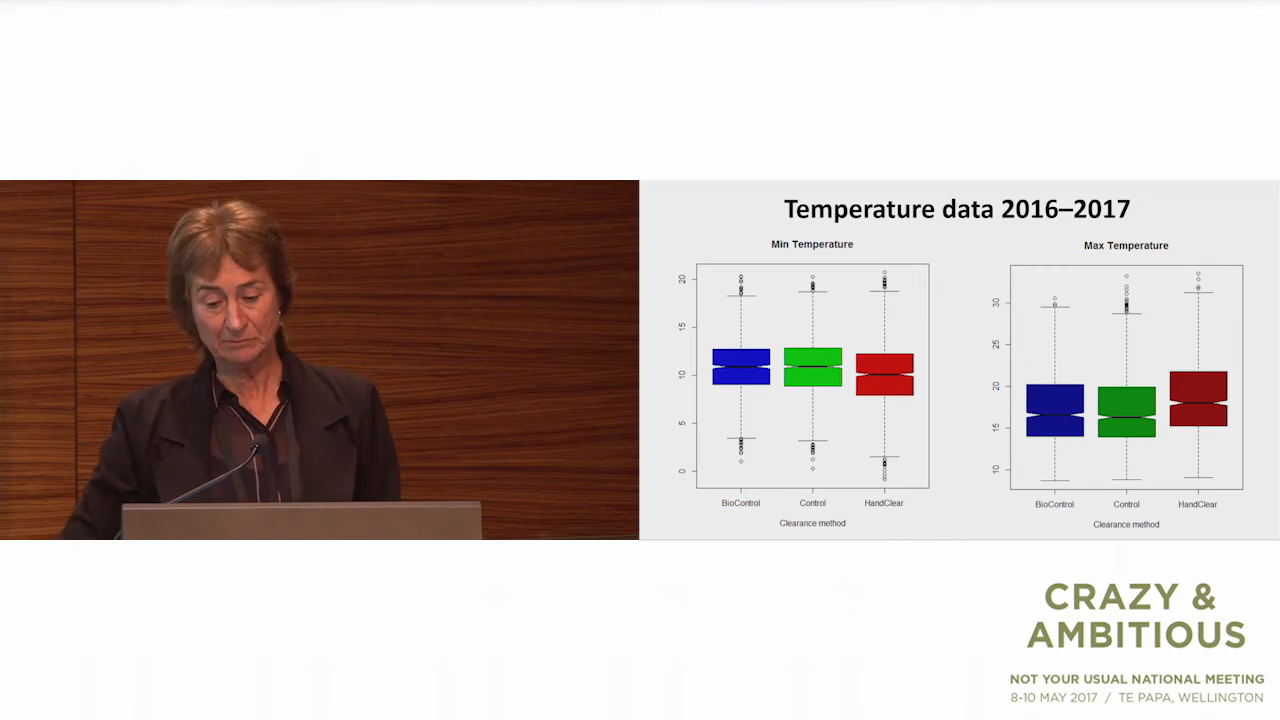 Temperature data 2016–2017
Min Temperature
20
15
10
5
0
BioControl Control HandClear
Clearance method
Max Temperature
30
25
20
15
10
BioControl Control HandClear
Clearance method
CRAZY &
AMBITIOUS
NOT YOUR USUAL NATIONAL MEETING
8-10 MAY 2017 / TE PAPA, WELLINGTON